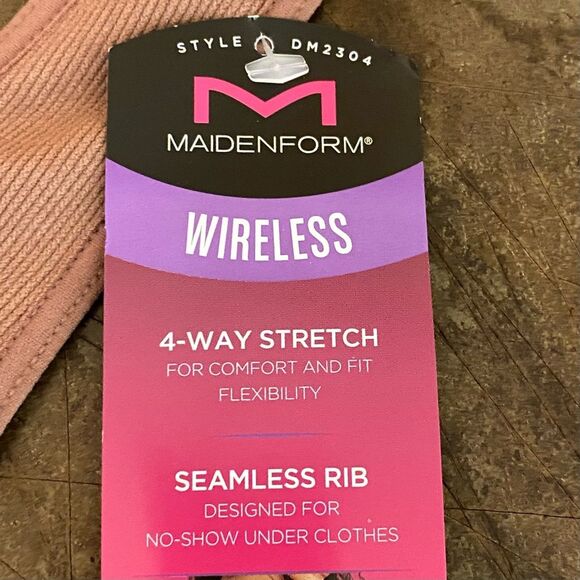 STYLE DM2304
MAIDENFORM®
WIRELESS
4-WAY STRETCH
FOR COMFORT AND FIT
FLEXIBILITY
SEAMLESS RIB
DESIGNED FOR
NO-SHOW UNDER CLOTHES